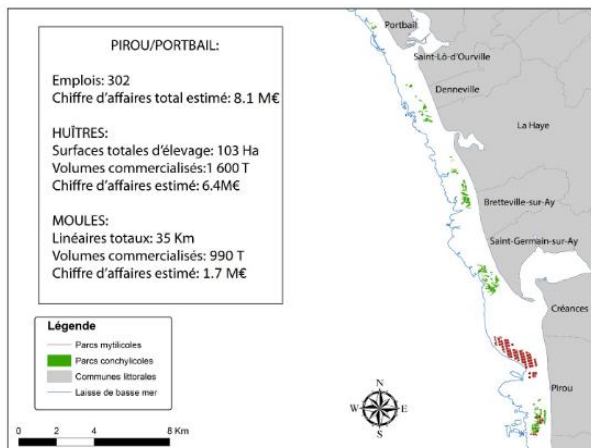 PIROU/PORTBAIL:
Emplois: 302
Chiffre d'affaires total estimé: 8.1 M€
HUÎTRES:
Surfaces totales d'élevage: 103 Ha
Volumes commercialisés:1 600 T
Chiffre d'affaires estimé: 6.4M€
MOULES:
Linéaires totaux: 35 Km
Volumes commercialisés: 990 T
Chiffre d'affaires estimé: 1.7 M€
Légende
Parcs mytilicoles
Parcs conchylicoles
Communes littorales
Laisse de basse mer
0 2 4 8 Km
N
W E
S
Portbail
Saint-Lô-d'Ourville
Denneville
La Haye
Bretteville-sur-Ay
Saint-Germain-sur-Ay
Créances
Pirou